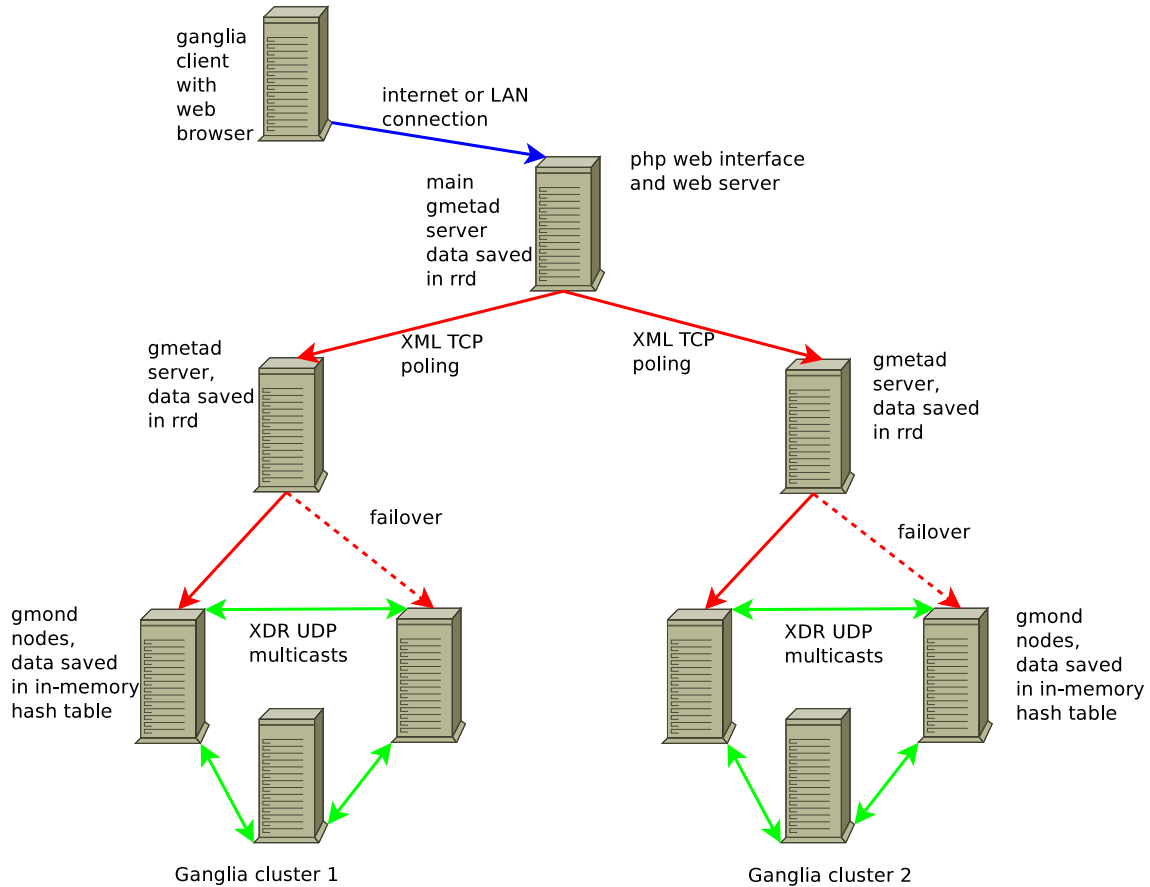 ganglia
client
with
web
browser
internet or LAN
connection
php web interface
and web server
main
gmetad
server
data saved
in rrd
XML TCP
poling
XML TCP
poling
gmetad
server,
data saved
in rrd
gmetad
server,
data saved
in rrd
failover
failover
gmond
nodes,
data saved
in in-memory
hash table
XDR UDP
multicasts
XDR UDP
multicasts
gmond
nodes,
data saved
in in-memory
hash table
Ganglia cluster 1
Ganglia cluster 2